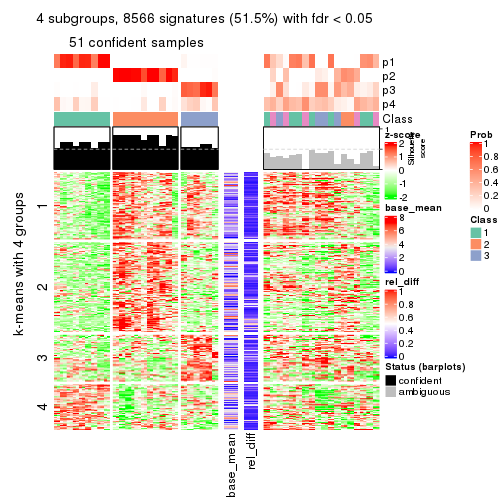 4 subgroups, 8566 signatures (51.5%) with fdr < 0.05
51 confident samples
p1
p2
p3
p4
Class
1
Silhouette
score
k-means with 4 groups
1
2
3
4
base_mean
rel_diff
z-score
2
1
0
-1
-2
base_mean
8
6
4
2
0
rel_diff
1
0.8
0.6
0.4
0.2
0
Status (barplots)
confident
ambiguous
Prob
1
0.8
0.6
0.4
0.2
0
Class
1
2
3